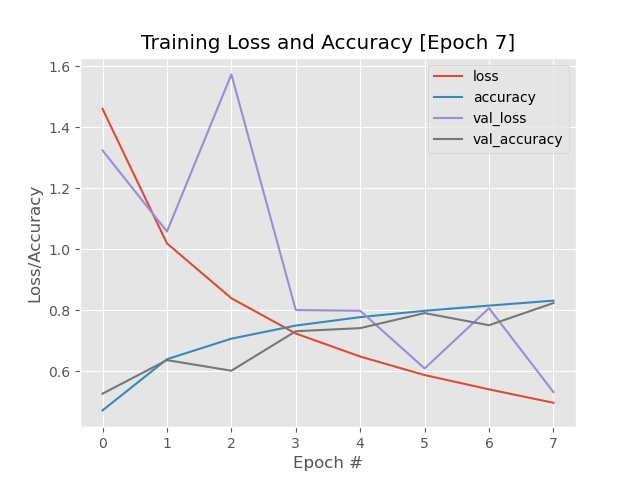 Training Loss and Accuracy [Epoch 7]
loss
accuracy
val_loss
val_accuracy
Loss/Accuracy
1.6
1.4
1.2
1.0
0.8
0.6
0 1 2 3 4 5 6 7
Epoch #